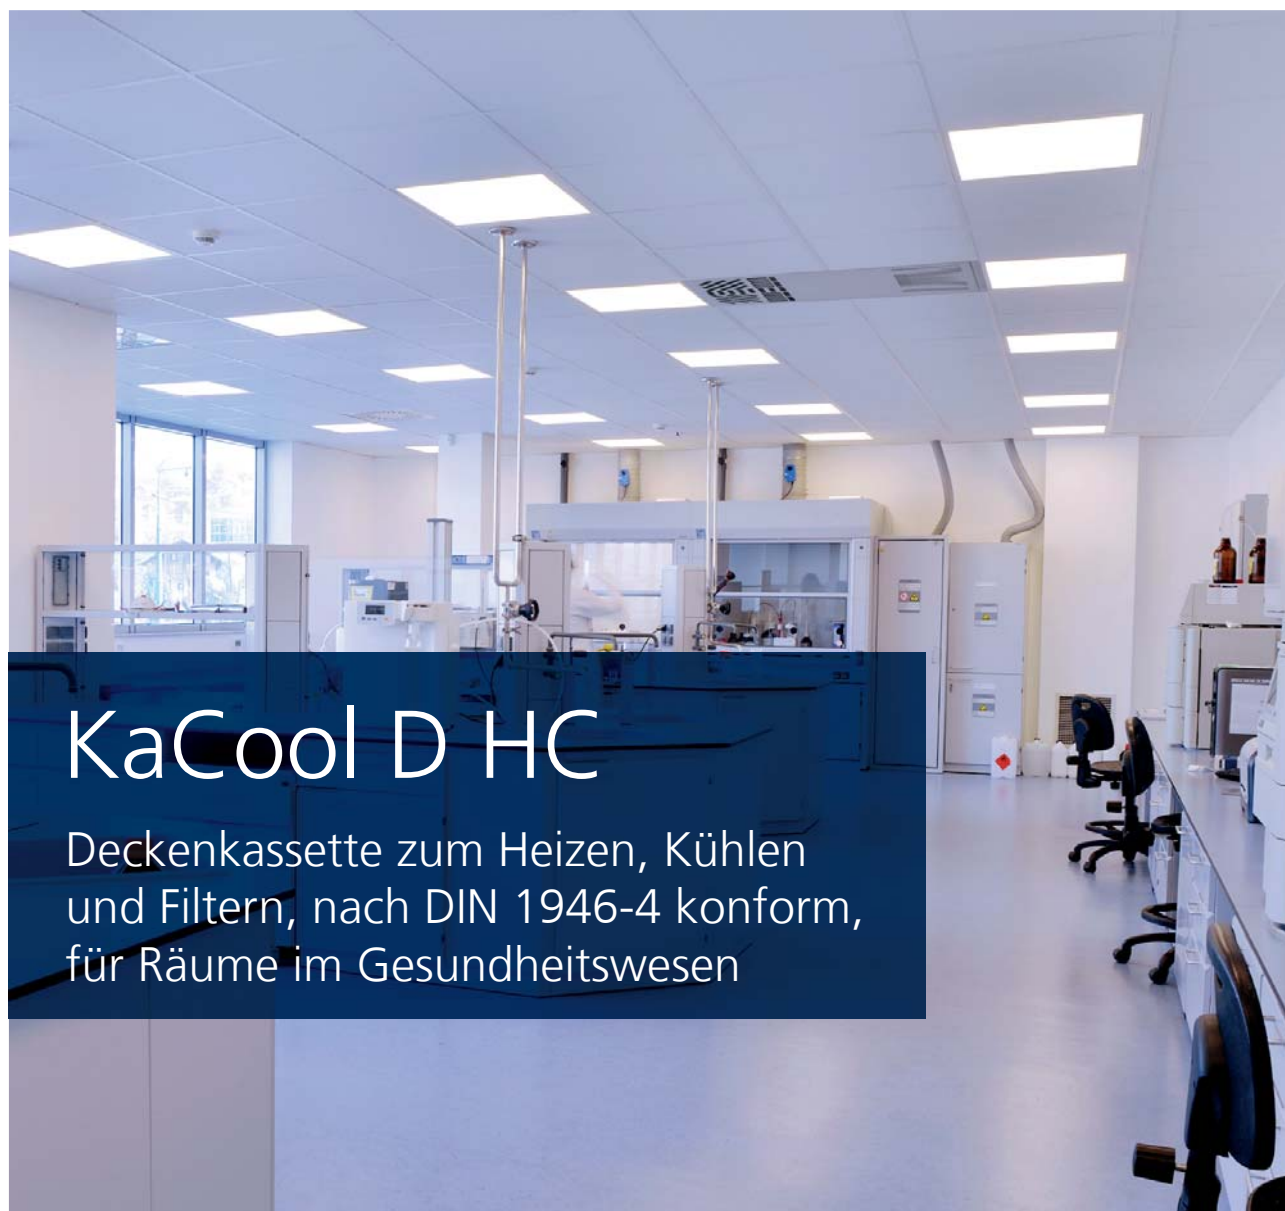 KaCool D HC
Deckenkassette zum Heizen, Kühlen
und Filtern, nach DIN 1946-4 konform,
für Räume im Gesundheitswesen